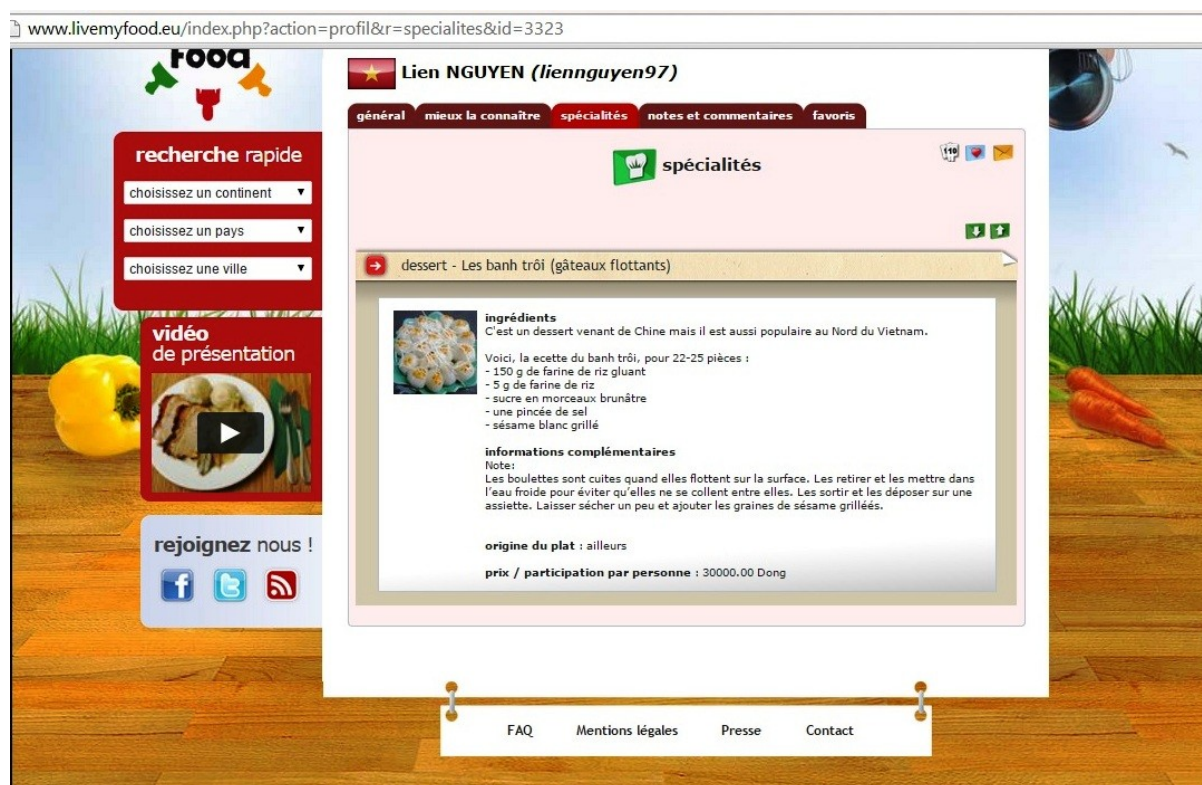 www.livemyfood.eu/index.php?action=profil&r=specialites&id=3323
Food
recherche rapide
choisissez un continent
choisissez un pays
choisissez une ville
vidéo
de présentation
rejoignez nous !
Lien NGUYEN (liennguyen97)
général mieux la connaître spécialités notes et commentaires favoris
spécialités
110
dessert - Les banh trôi (gâteaux flottants)
ingrédients
C'est un dessert venant de Chine mais il est aussi populaire au Nord du Vietnam.
Voici, la ecette du banh trôi, pour 22-25 pièces :
- 150 g de farine de riz gluant
- 5 g de farine de riz
- sucre en morceaux brunâtre
- une pincée de sel
- sésame blanc grillé
informations complémentaires
Note:
Les boulettes sont cuites quand elles flottent sur la surface. Les retirer et les mettre dans
l'eau froide pour éviter qu'elles ne se collent entre elles. Les sortir et les déposer sur une
assiette. Laisser sécher un peu et ajouter les graines de sésame grilléés.
origine du plat : ailleurs
prix / participation par personne : 30000.00 Dong
FAQ Mentions légales Presse Contact